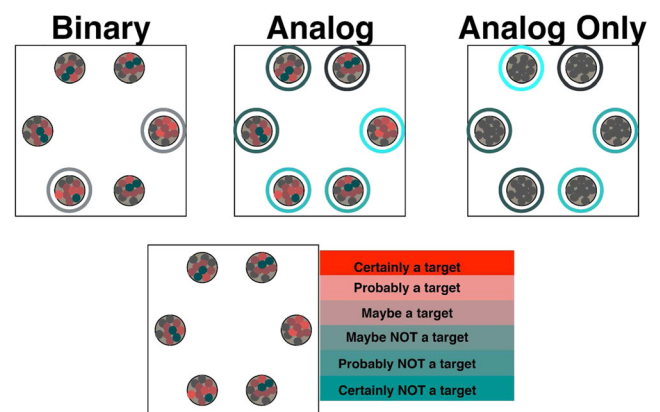 Binary
Analog
Analog Only
Certainly a target
Probably a target
Maybe a target
Maybe NOT a target
Probably NOT a target
Certainly NOT a target